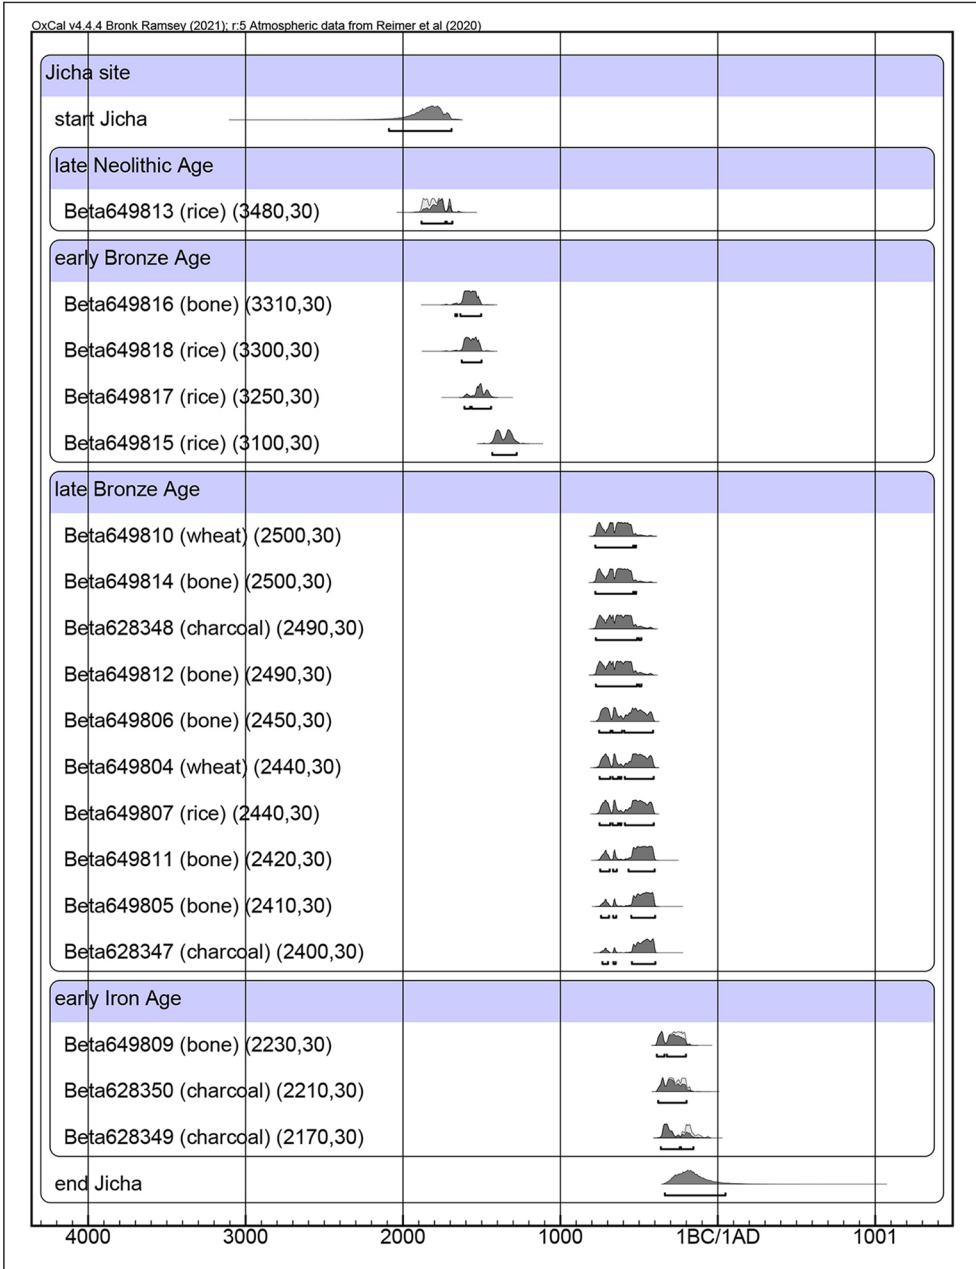 OxCal v4.4.4 Bronk Ramsey (2021); r:5 Atmospheric data from Reimer et al (2020)
Jicha site
start Jicha
late Neolithic Age
Beta649813 (rice) (3480,30)
early Bronze Age
Beta649816 (bone) (3310,30)
Beta649818 (rice) (3300,30)
Beta649817 (rice) (3250,30)
Beta649815 (rice) (3100,30)
late Bronze Age
Beta649810 (wheat) (2500,30)
Beta649814 (bone) (2500,30)
Beta628348 (charcoal) (2490,30)
Beta649812 (bone) (2490,30)
Beta649806 (bone) (2450,30)
Beta649804 (wheat) (2440,30)
Beta649807 (rice) (2440,30)
Beta649811 (bone) (2420,30)
Beta649805 (bone) (2410,30)
Beta628347 (charcoal) (2400,30)
early Iron Age
Beta649809 (bone) (2230,30)
Beta628350 (charcoal) (2210,30)
Beta628349 (charcoal) (2170,30)
end Jicha
4000 3000 2000 1000 1BC/1AD 1001